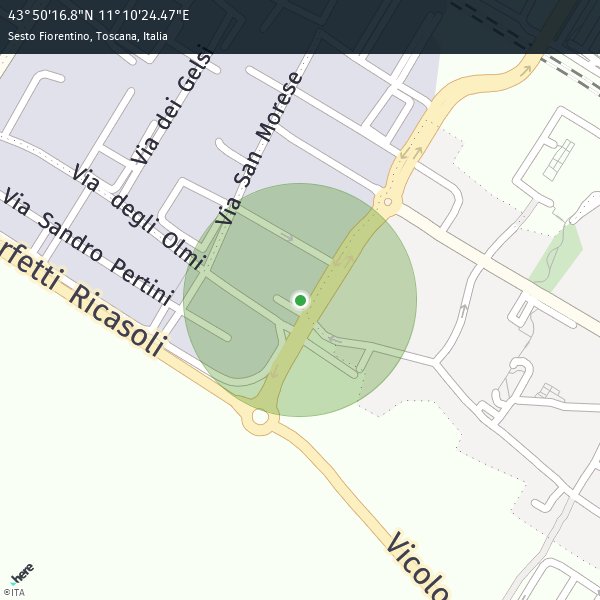 43°50'16.8"N 11°10'24.47"E
Sesto Fiorentino, Toscana, Italia
Via dei Gelsi
Via San Morese
Via degli Olmi
Via Sandro Pertini
rfetti Ricasoli
Vicolo
here
©ITA